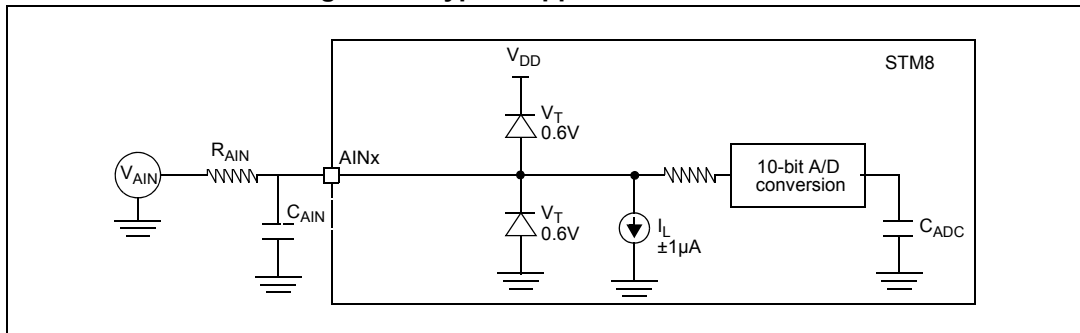 V_DD
STM8
V_T
0.6V
R_AIN
AINx
V_AIN
10-bit A/D
conversion
C_AIN
V_T
0.6V
I_L
±1µA
C_ADC